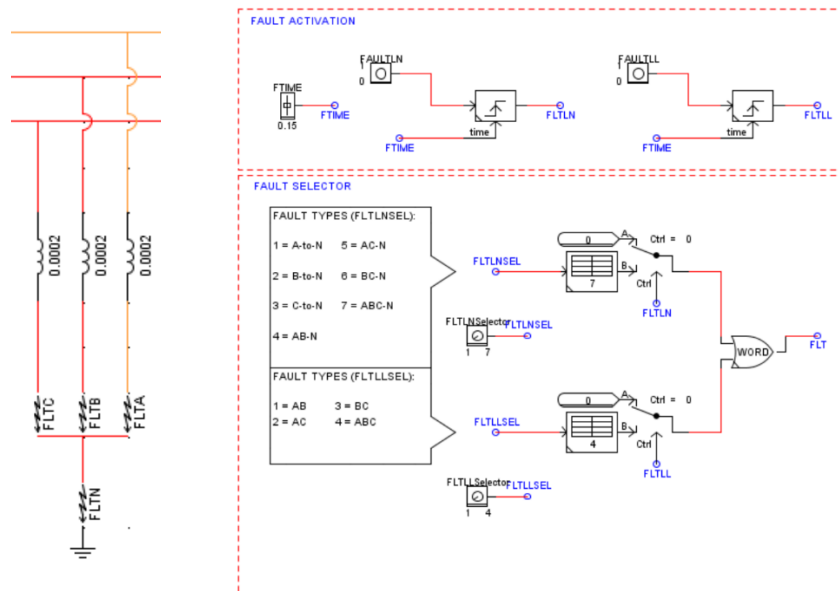 0.0002
0.0002
0.0002
FLTC
FLTB
FLTA
FLTN
FAULT ACTIVATION
FTIME
0.15
FTIME
FAULTLN
1
0
time
FTIME
FLTLN
FAULTLL
1
0
time
FTIME
FLTLL
FAULT SELECTOR
FAULT TYPES (FLTLNSEL):
1 = A-to-N 5 = AC-N
2 = B-to-N 6 = BC-N
3 = C-to-N 7 = ABC-N
4 = AB-N
FAULT TYPES (FLTLLSEL):
1 = AB 3 = BC
2 = AC 4 = ABC
FLTLNSEL
0
A
Ctrl = 0
B
7
Ctrl
FLTLN
FLTLNSelector
FLTLNSEL
1 7
WORD
FLT
FLTLLSEL
0
A
Ctrl = 0
B
4
Ctrl
FLTLL
FLTLLSelector
FLTLLSEL
1 4